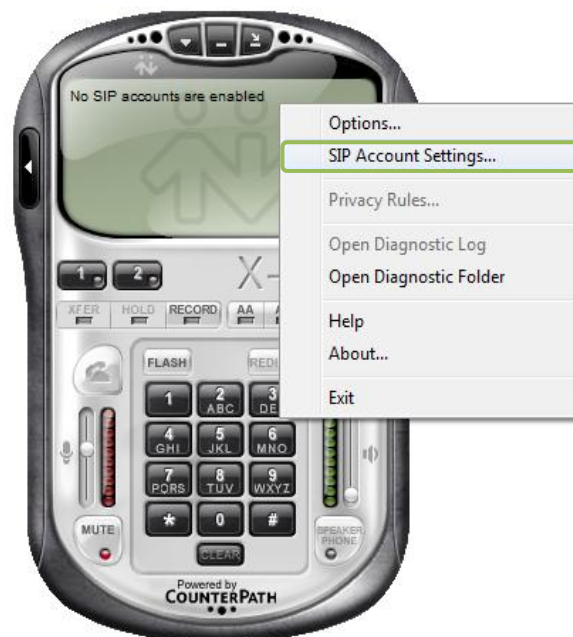 No SIP accounts are enabled
Options...
SIP Account Settings...
Privacy Rules...
Open Diagnostic Log
Open Diagnostic Folder
Help
About...
Exit
1 2 X-
XFER HOLD RECORD AA
FLASH
1 2 ABC 3
4 GHI 5 JKL 6 MNO
7 PQRS 8 TUV 9 WXYZ
* 0 #
MUTE
SPEAKER PHONE
CLEAR
Powered by
COUNTERPATH